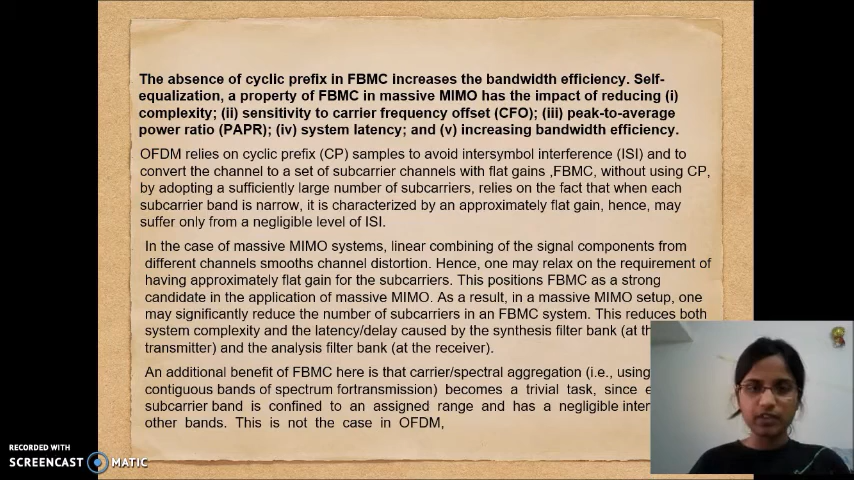 The absence of cyclic prefix in FBMC increases the bandwidth efficiency. Self-
equalization, a property of FBMC in massive MIMO has the impact of reducing (i)
complexity; (ii) sensitivity to carrier frequency offset (CFO); (iii) peak-to-average
power ratio (PAPR); (iv) system latency; and (v) increasing bandwidth efficiency.
OFDM relies on cyclic prefix (CP) samples to avoid intersymbol interference (ISI) and to
convert the channel to a set of subcarrier channels with flat gains ,FBMC, without using CP,
by adopting a sufficiently large number of subcarriers, relies on the fact that when each
subcarrier band is narrow, it is characterized by an approximately flat gain, hence, may
suffer only from a negligible level of ISI.
In the case of massive MIMO systems, linear combining of the signal components from
different channels smooths channel distortion. Hence, one may relax on the requirement of
having approximately flat gain for the subcarriers. This positions FBMC as a strong
candidate in the application of massive MIMO. As a result, in a massive MIMO setup, one
may significantly reduce the number of subcarriers in an FBMC system. This reduces both
system complexity and the latency/delay caused by the synthesis filter bank (at
transmitter) and the analysis filter bank (at the receiver).
An additional benefit of FBMC here is that carrier/spectral aggregation (i.e., using
contiguous bands of spectrum fortransmission) becomes a trivial task, since
subcarrier band is confined to an assigned range and has a negligible
other bands. This is not the case in OFDM,
RECORDED WITH
SCREENCAST MATIC